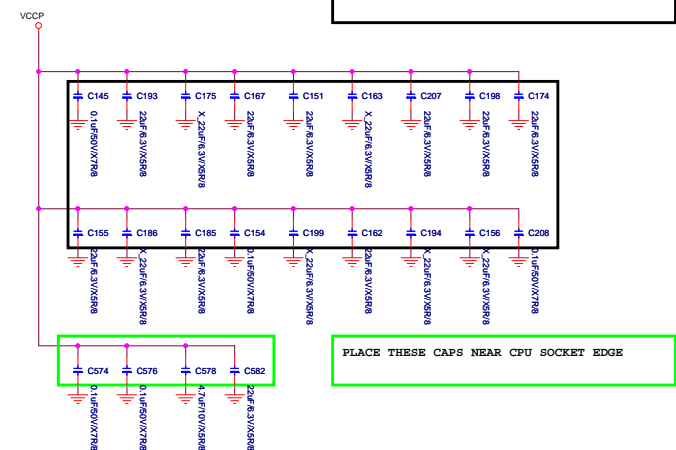 VCCP
C145 C193 C175 C167 C151 C163 C207 C198 C174
0.1uF/50V/X7R/8
22uF/6.3V/X5R/8
X_22uF/6.3V/X5R/8
22uF/6.3V/X5R/8
22uF/6.3V/X5R/8
X_22uF/6.3V/X5R/8
22uF/6.3V/X5R/8
22uF/6.3V/X5R/8
22uF/6.3V/X5R/8
C155 C186 C185 C154 C199 C162 C194 C156 C208
22uF/6.3V/X5R/8
X_22uF/6.3V/X5R/8
22uF/6.3V/X5R/8
0.1uF/50V/X7R/8
X_22uF/6.3V/X5R/8
22uF/6.3V/X5R/8
X_22uF/6.3V/X5R/8
X_22uF/6.3V/X5R/8
0.1uF/50V/X7R/8
C574 C576 C578 C582
0.1uF/50V/X7R/8
0.1uF/50V/X7R/8
4.7uF/10V/X5R/8
22uF/6.3V/X5R/8
PLACE THESE CAPS NEAR CPU SOCKET EDGE